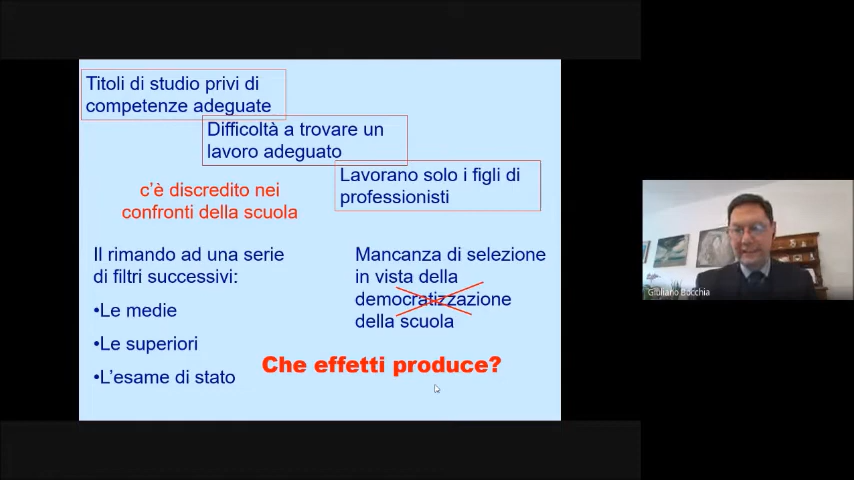 Titoli di studio privi di
competenze adeguate
Difficoltà a trovare un
lavoro adeguato
Lavorano solo i figli di
professionisti
c'è discredito nei
confronti della scuola
Il rimando ad una serie
di filtri successivi:
•Le medie
•Le superiori
•L'esame di stato
Mancanza di selezione
in vista della
democratizzazione
della scuola
Che effetti produce?
Giuliano Bocchia